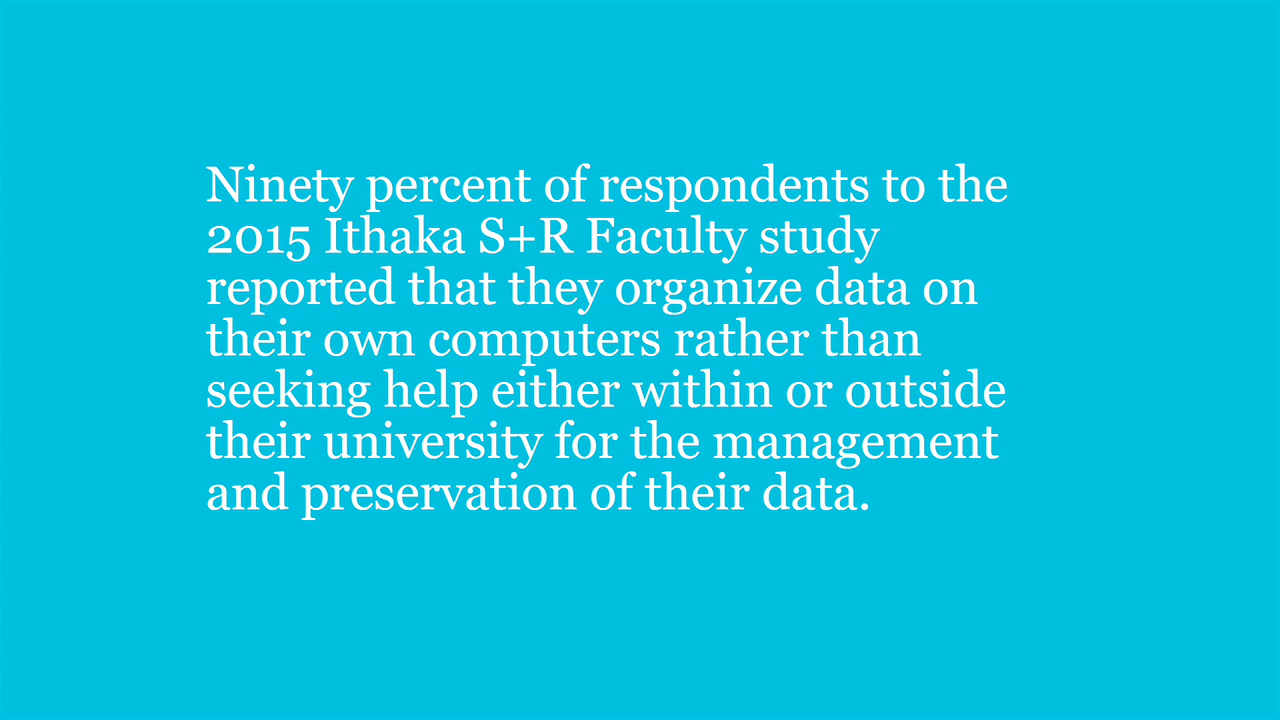 Ninety percent of respondents to the
2015 Ithaka S+R Faculty study
reported that they organize data on
their own computers rather than
seeking help either within or outside
their university for the management
and preservation of their data.